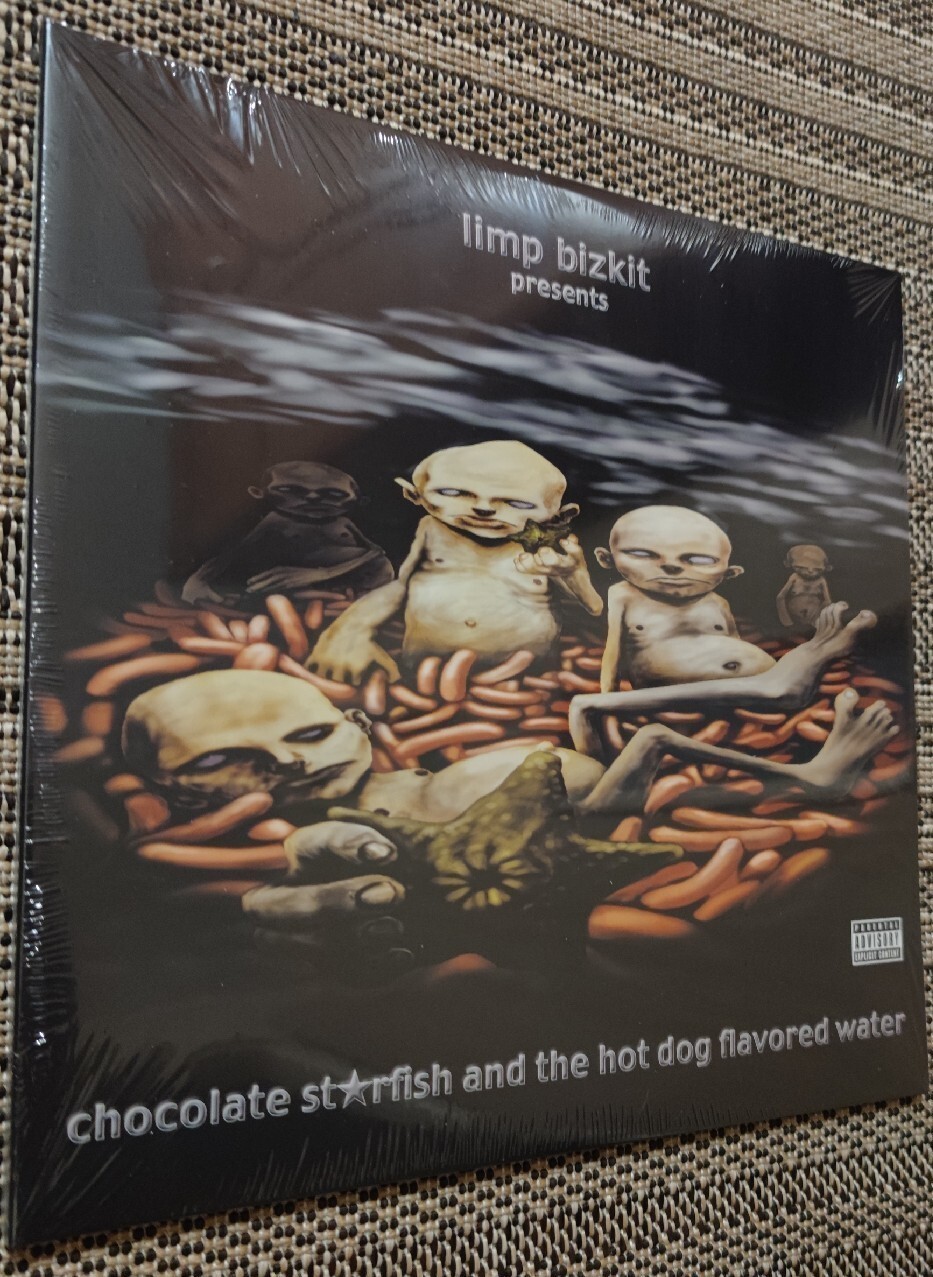 limp bizkit
presents
PARENTAL
ADVISORY
EXPLICIT CONTENT
chocolate st★rfish and the hot dog flavored water